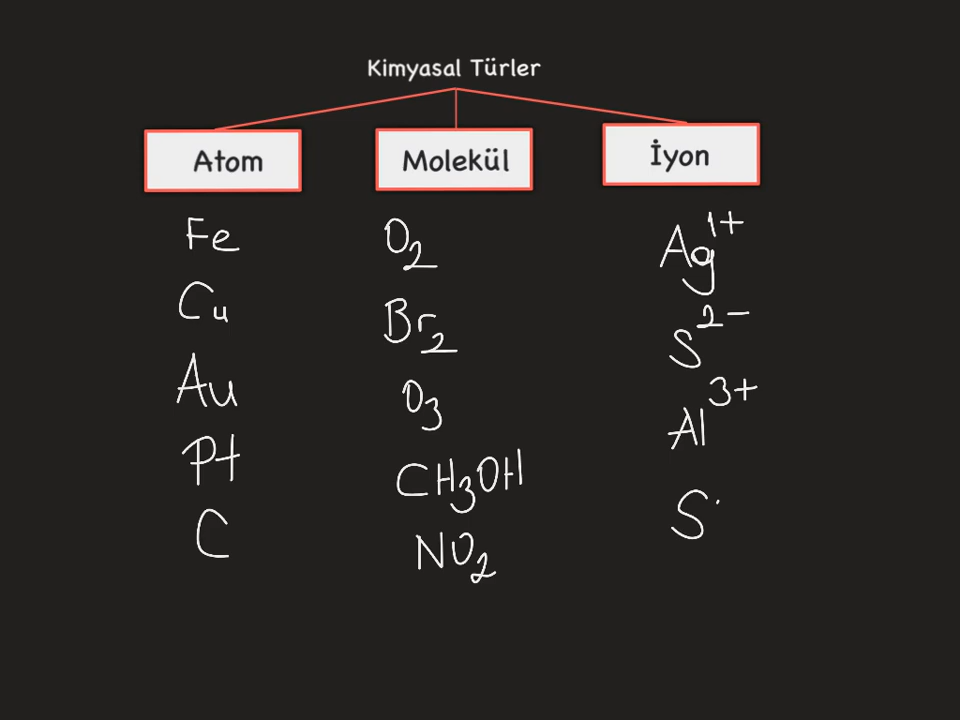 Kimyasal Türler
Atom Molekül İyon
Fe O₂ Ag¹⁺
Cu Br₂ S²⁻
Au O₃ Al³⁺
Pt CH₃OH S
C NO₂